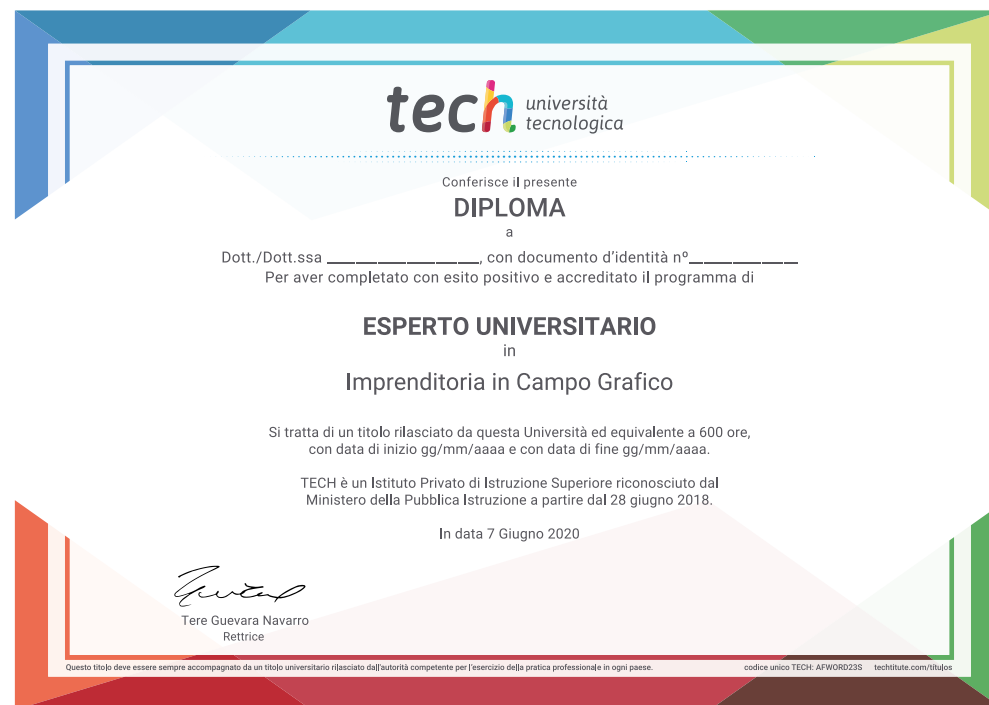 tech università
tecnologica
Conferisce il presente
DIPLOMA
a
Dott./Dott.ssa ____________________, con documento d'identità nº_______________
Per aver completato con esito positivo e accreditato il programma di
ESPERTO UNIVERSITARIO
in
Imprenditoria in Campo Grafico
Si tratta di un titolo rilasciato da questa Università ed equivalente a 600 ore,
con data di inizio gg/mm/aaaa e con data di fine gg/mm/aaaa.
TECH è un Istituto Privato di Istruzione Superiore riconosciuto dal
Ministero della Pubblica Istruzione a partire dal 28 giugno 2018.
In data 7 Giugno 2020
Tere Guevara Navarro
Rettrice
Questo titolo deve essere sempre accompagnato da un titolo universitario rilasciato dall'autorità competente per l'esercizio della pratica professionale in ogni paese. codice unico TECH: AFWORD23S techtitute.com/títulos